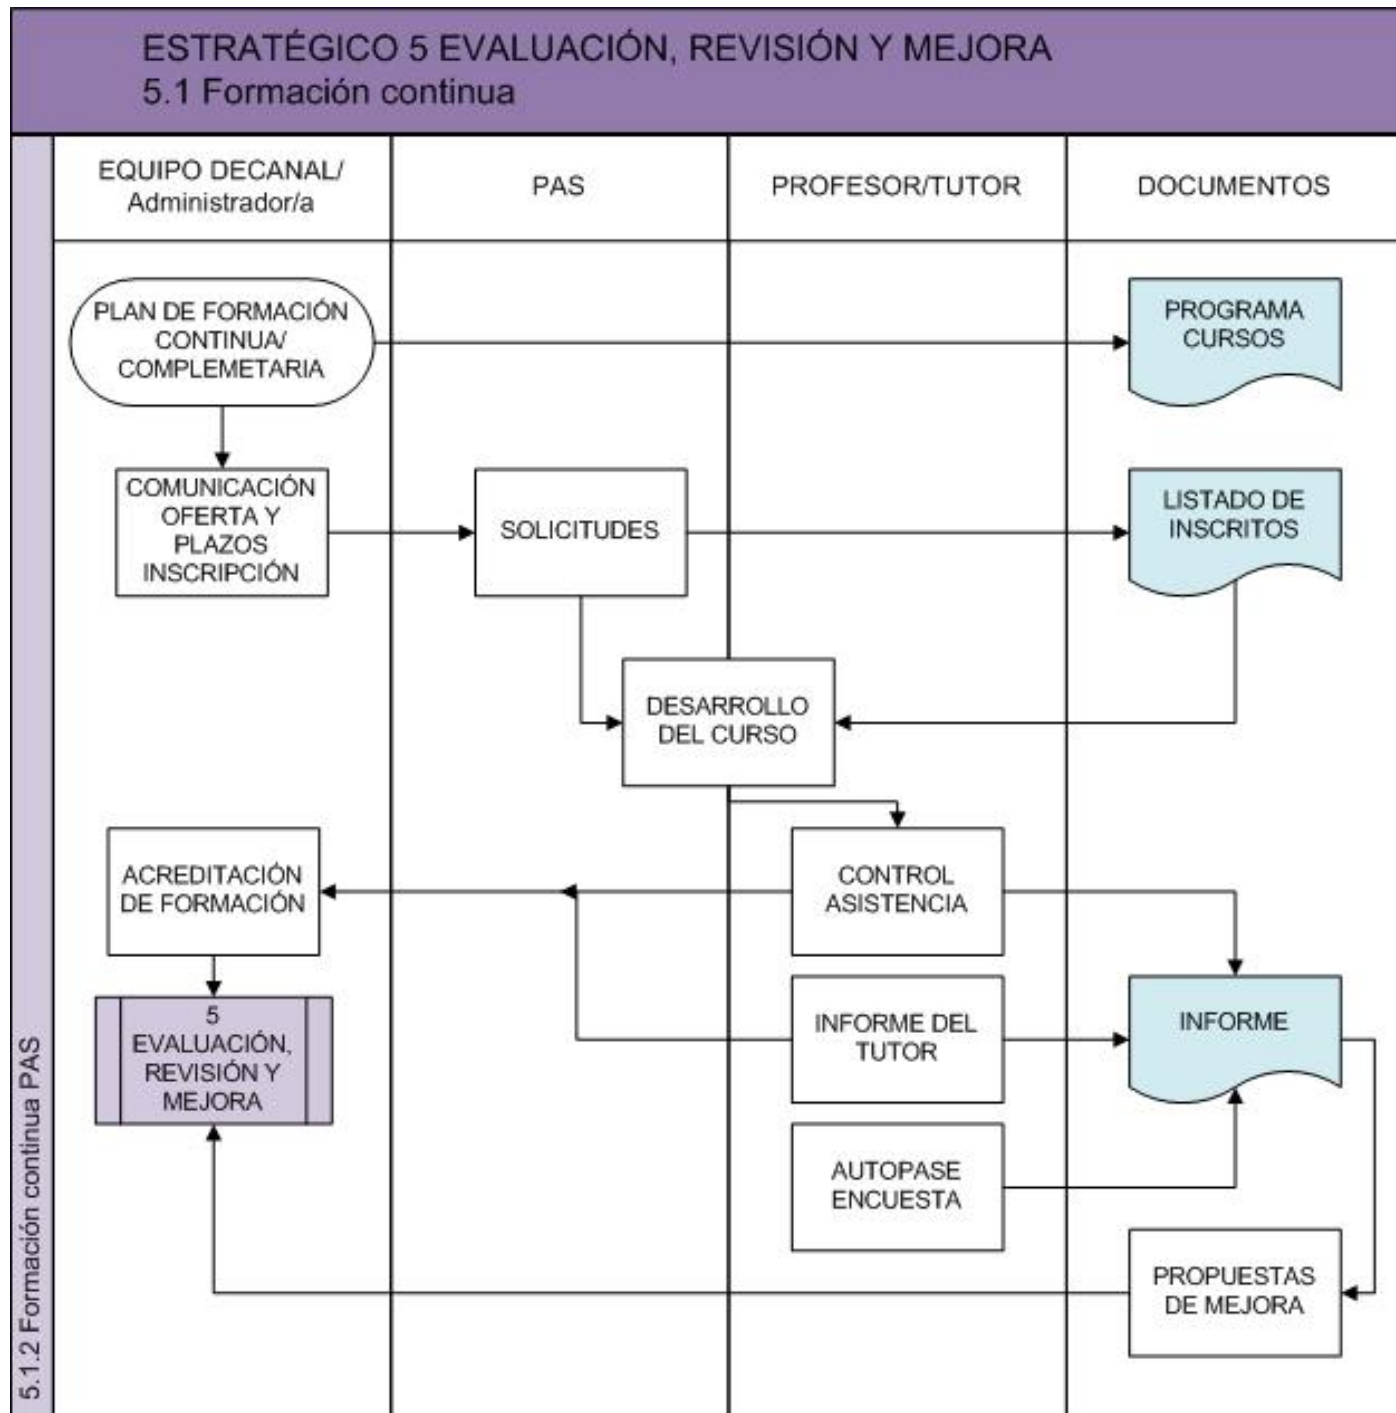 ESTRATÉGICO 5 EVALUACIÓN, REVISIÓN Y MEJORA
5.1 Formación continua
EQUIPO DECANAL/
Administrador/a
PAS
PROFESOR/TUTOR
DOCUMENTOS
PLAN DE FORMACIÓN
CONTINUA/
COMPLEMETARIA
PROGRAMA
CURSOS
COMUNICACIÓN
OFERTA Y
PLAZOS
INSCRIPCIÓN
SOLICITUDES
LISTADO DE
INSCRITOS
DESARROLLO
DEL CURSO
ACREDITACIÓN
DE FORMACIÓN
CONTROL
ASISTENCIA
5
EVALUACIÓN,
REVISIÓN Y
MEJORA
INFORME DEL
TUTOR
INFORME
AUTOPASE
ENCUESTA
PROPUESTAS
DE MEJORA
5.1.2 Formación continua PAS